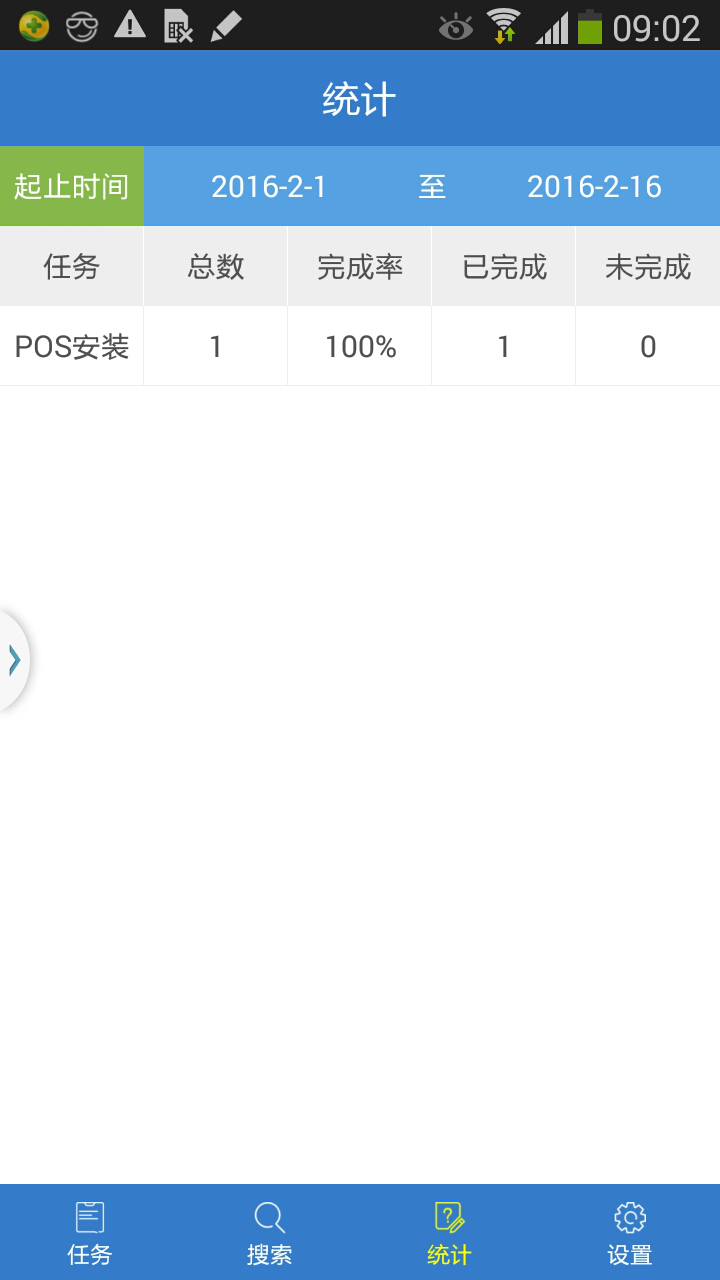 09:02
统计
起止时间 2016-2-1 至 2016-2-16
任务 总数 完成率 已完成 未完成
POS安装 1 100% 1 0
任务 搜索 统计 设置